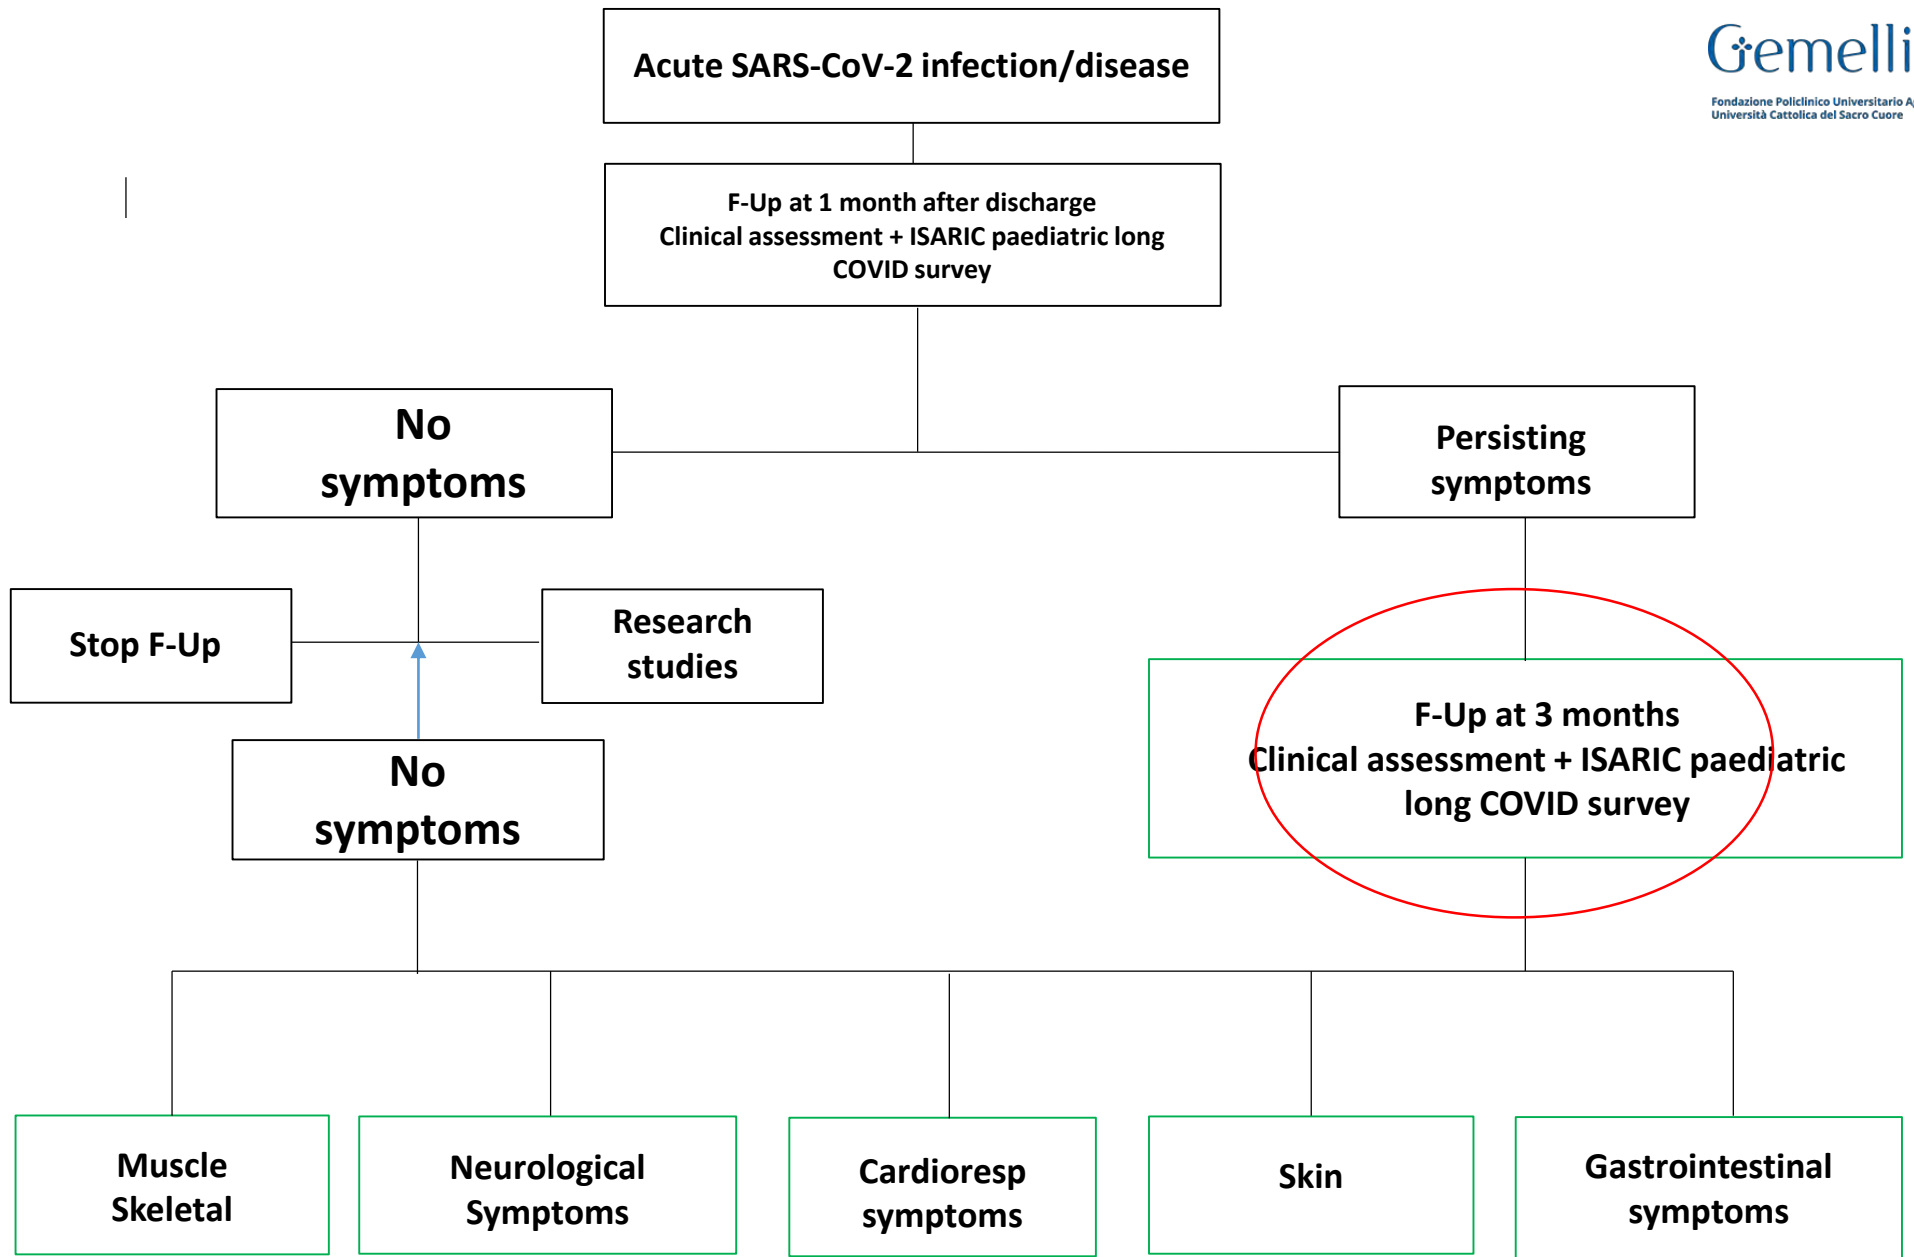 Acute SARS-CoV-2 infection/disease
Gemelli
Fondazione Policlinico Universitario
Università Cattolica del Sacro Cuore
F-Up at 1 month after discharge
Clinical assessment + ISARIC paediatric long
COVID survey
No
symptoms
Persisting
symptoms
Stop F-Up
Research
studies
F-Up at 3 months
Clinical assessment + ISARIC paediatric
long COVID survey
No
symptoms
Muscle
Skeletal
Neurological
Symptoms
Cardioresp
symptoms
Skin
Gastrointestinal
symptoms